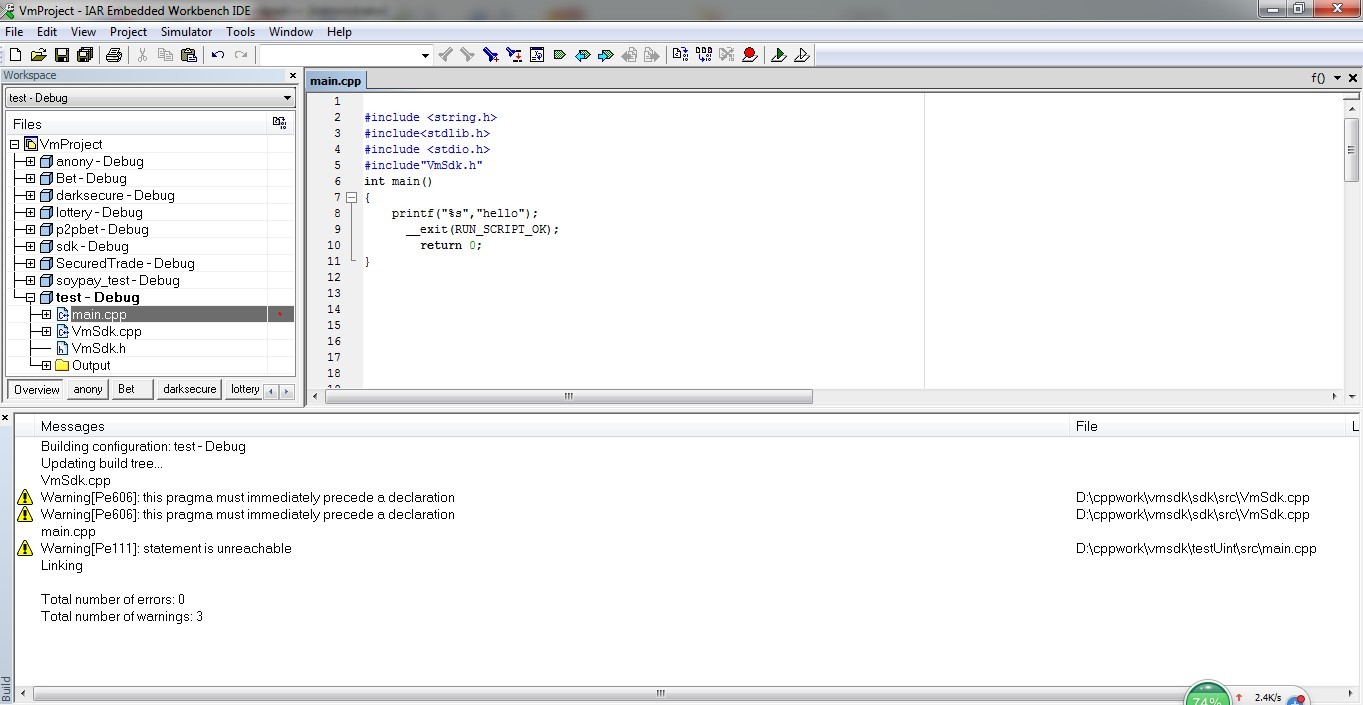 VmProject - IAR Embedded Workbench IDE
File Edit View Project Simulator Tools Window Help
Workspace
test - Debug
Files
VmProject
anony - Debug
Bet - Debug
darksecure - Debug
lottery - Debug
p2pbet - Debug
sdk - Debug
SecuredTrade - Debug
soypay_test - Debug
test - Debug
main.cpp
VmSdk.cpp
VmSdk.h
Output
Overview anony Bet darksecure lottery
main.cpp f()
1
2 #include <string.h>
3 #include<stdlib.h>
4 #include <stdio.h>
5 #include"VmSdk.h"
6 int main()
7 {
8 printf("%s","hello");
9 __exit(RUN_SCRIPT_OK);
10 return 0;
11 }
12
13
14
15
16
17
18
Messages File L
Building configuration: test - Debug
Updating build tree...
VmSdk.cpp
Warning[Pe606]: this pragma must immediately precede a declaration D:\cppwork\vmsdk\sdk\src\VmSdk.cpp
Warning[Pe606]: this pragma must immediately precede a declaration D:\cppwork\vmsdk\sdk\src\VmSdk.cpp
main.cpp
Warning[Pe111]: statement is unreachable D:\cppwork\vmsdk\testUint\src\main.cpp
Linking
Total number of errors: 0
Total number of warnings: 3
Build
74% 2.4K/s